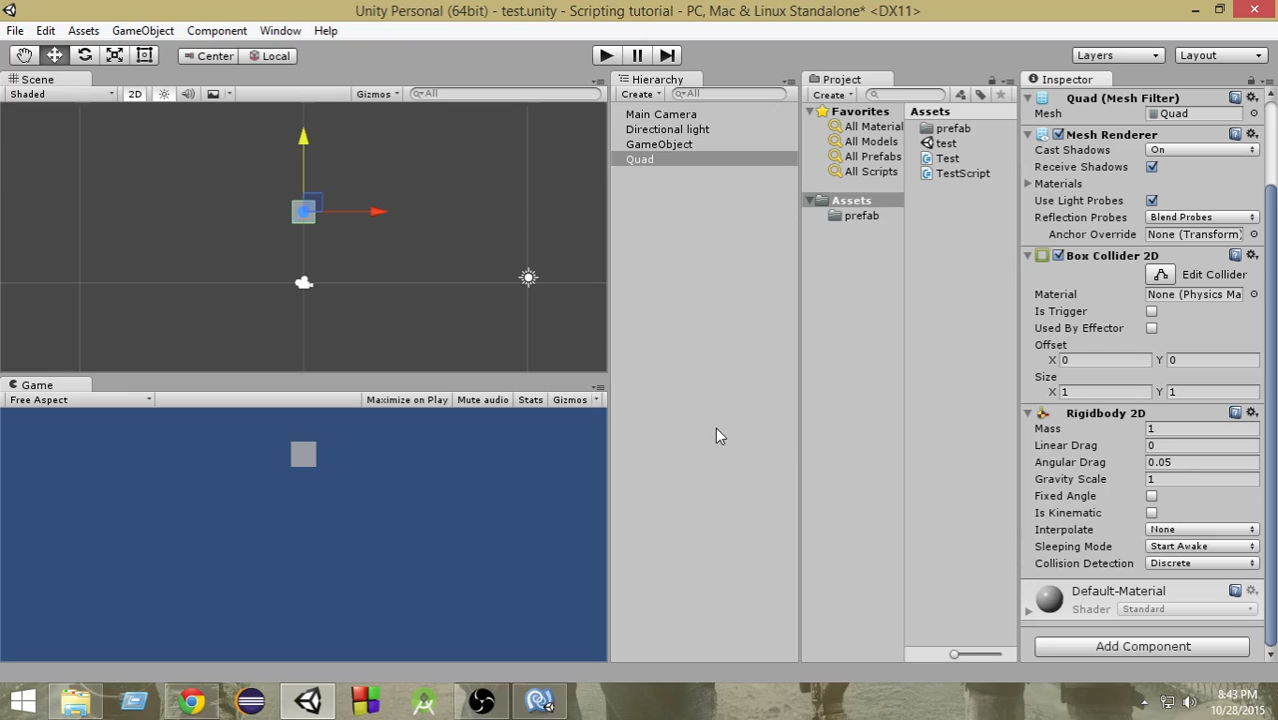 Unity Personal (64bit) - test.unity - Scripting tutorial - PC, Mac & Linux Standalone* <DX11>
File Edit Assets GameObject Component Window Help
Center Local Layers Layout
Scene
Shaded 2D Gizmos All
Hierarchy
Create All
Main Camera
Directional light
GameObject
Quad
Game
Free Aspect Maximize on Play Mute audio Stats Gizmos
Project
Create
Favorites
All Material
All Models
All Prefabs
All Scripts
Assets
prefab
Assets
prefab
test
Test
TestScript
Inspector
Quad (Mesh Filter)
Mesh Quad
Mesh Renderer
Cast Shadows On
Receive Shadows
Materials
Use Light Probes
Reflection Probes Blend Probes
Anchor Override None (Transform)
Box Collider 2D
Edit Collider
Material None (Physics Ma
Is Trigger
Used By Effector
Offset
X 0 Y 0
Size
X 1 Y 1
Rigidbody 2D
Mass 1
Linear Drag 0
Angular Drag 0.05
Gravity Scale 1
Fixed Angle
Is Kinematic
Interpolate None
Sleeping Mode Start Awake
Collision Detection Discrete
Default-Material
Shader Standard
Add Component
8:43 PM
10/28/2015